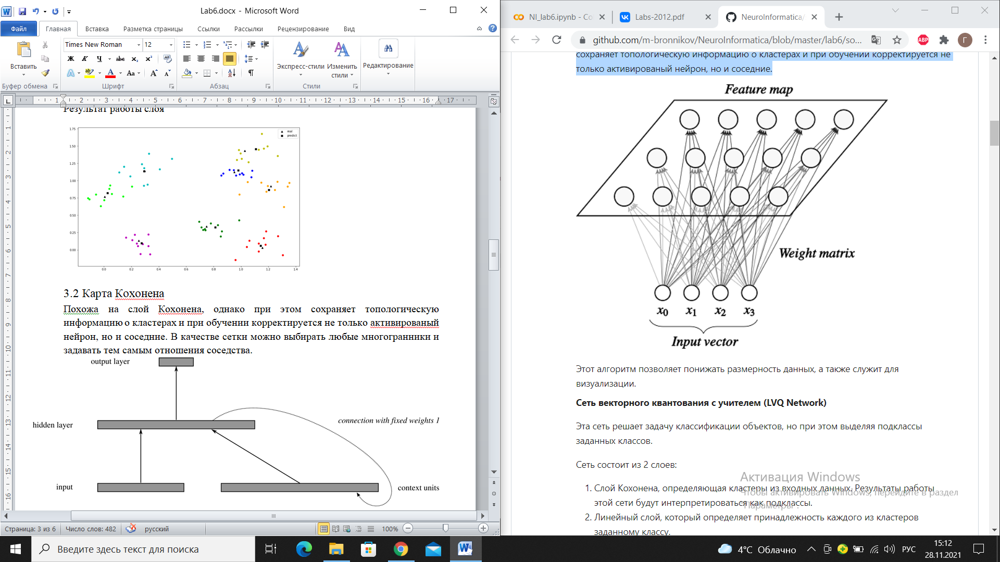 Lab6.docx - Microsoft Word
Файл
Главная
Вставка
Разметка страницы
Ссылки
Рассылки
Рецензирование
Вид
Вставить
Буфер обмена
Times New Roman
12
Ж К Ч abc x₂ x²
Aa
Шрифт
Абзац
Экспресс-стили
Изменить стили
Стили
Редактирование
1 1 2 3 4 5 6 7 8 9 10 11 12 13 14 15 16 17
Результат работы слоя
real
predict
1.75
1.50
1.25
1.00
0.75
0.50
0.25
0.00
0.0 0.2 0.4 0.6 0.8 1.0 1.2 1.4
3.2 Карта Кохонена
Похожа на слой Кохонена, однако при этом сохраняет топологическую
информацию о кластерах и при обучении корректируется не только активированый
нейрон, но и соседние. В качестве сетки можно выбирать любые многогранники и
задавать тем самым отношения соседства.
output layer
hidden layer
connection with fixed weights 1
input
context units
Страница: 3 из 6
Число слов: 482
русский
100%
NI_lab6.ipynb - Co
Labs-2012.pdf
NeuroInformatica/
github.com/m-bronnikov/NeuroInformatica/blob/master/lab6/so...
ABP
Г
сохраняет топологическую информацию о кластерах и при обучении корректируется не
только активированый нейрон, но и соседние.
Feature map
Weight matrix
x₀ x₁ x₂ x₃
Input vector
Этот алгоритм позволяет понижать размерность данных, а также служит для
визуализации.
Сеть векторного квантования с учителем (LVQ Network)
Эта сеть решает задачу классификации объектов, но при этом выделяя подклассы
заданных классов.
Сеть состоит из 2 слоев:
1. Слой Кохонена, определяющая кластеры из входных данных. Результаты работы
этой сети будут интерпретироваться как подклассы.
2. Линейный слой, который определяет принадлежность каждого из кластеров
заданному классу.
Активация Windows
Чтобы активировать Windows, перейдите в раздел
"Параметры".
Введите здесь текст для поиска
4°C Облачно
РУС
15:12
28.11.2021